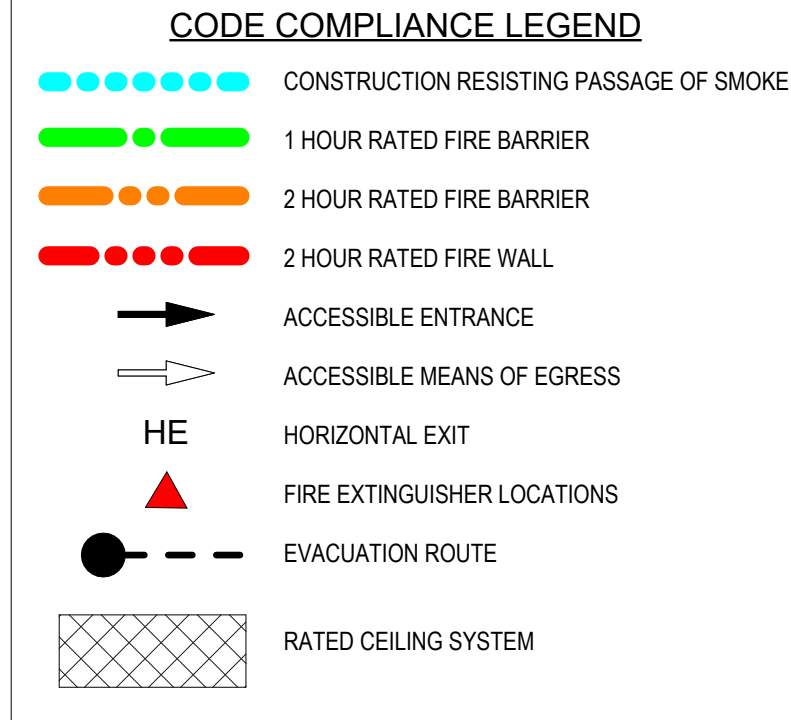 CODE COMPLIANCE LEGEND
CONSTRUCTION RESISTING PASSAGE OF SMOKE
1 HOUR RATED FIRE BARRIER
2 HOUR RATED FIRE BARRIER
2 HOUR RATED FIRE WALL
ACCESSIBLE ENTRANCE
ACCESSIBLE MEANS OF EGRESS
HE HORIZONTAL EXIT
FIRE EXTINGUISHER LOCATIONS
EVACUATION ROUTE
RATED CEILING SYSTEM